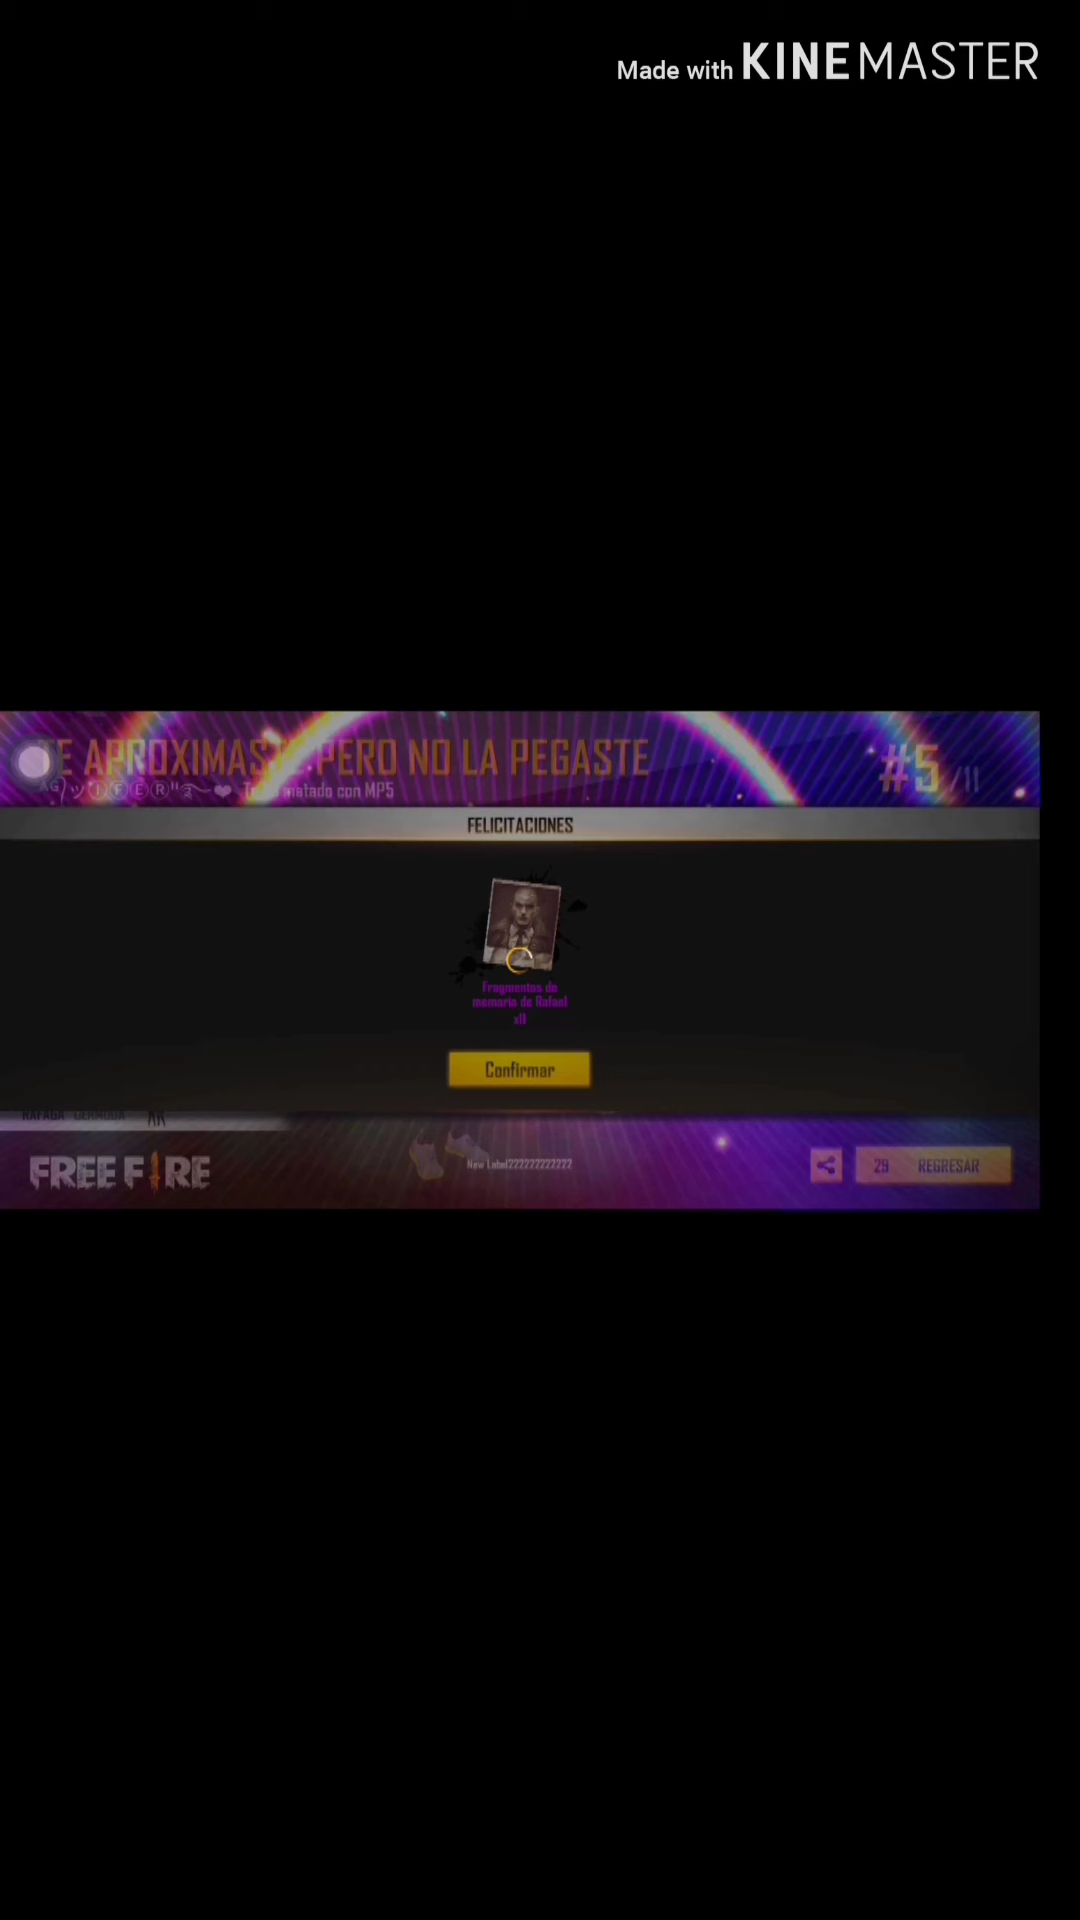 Made with KINEMASTER
TE APROXIMASTE PERO NO LA PEGASTE
#5/11
matado con MP5
FELICITACIONES
Fragmentos de
memoria de Rafael
x11
Confirmar
FREE FIRE
New Label222222222222
29 REGRESAR